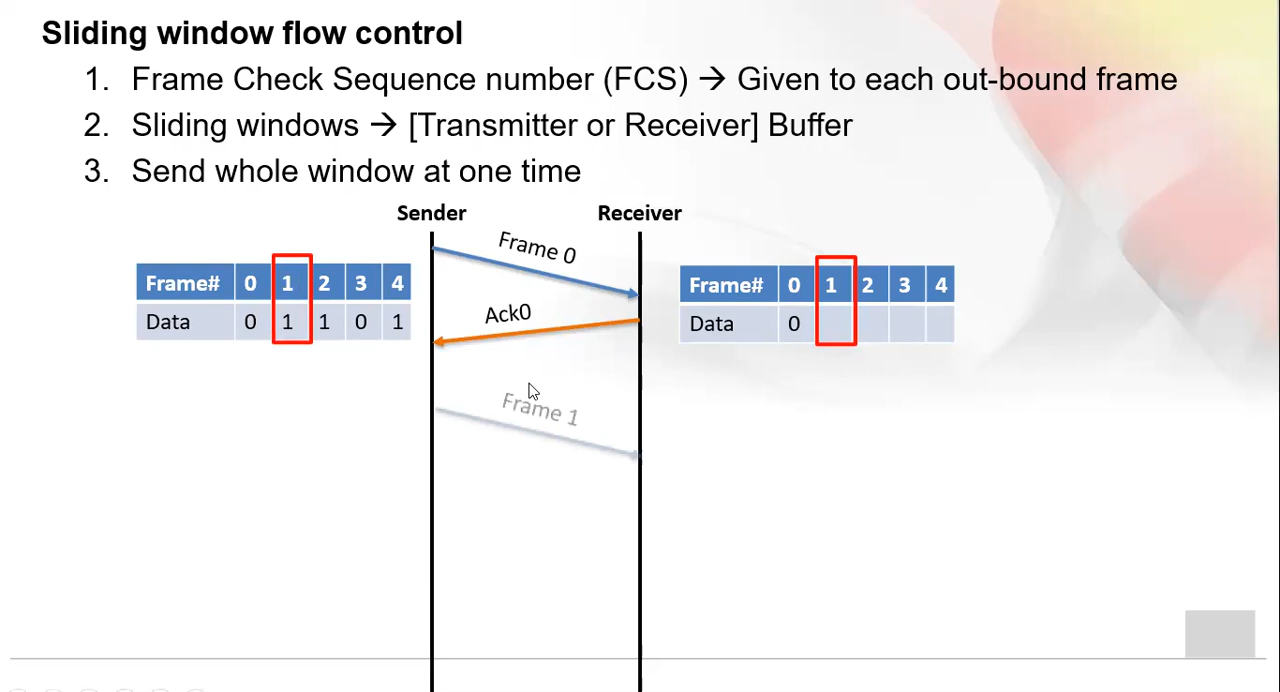 Sliding window flow control
1. Frame Check Sequence number (FCS) → Given to each out-bound frame
2. Sliding windows → [Transmitter or Receiver] Buffer
3. Send whole window at one time
Sender Receiver
Frame 0
Frame# 0 1 2 3 4
Data 0 1 1 0 1
Ack0
Frame# 0 1 2 3 4
Data 0
Frame 1